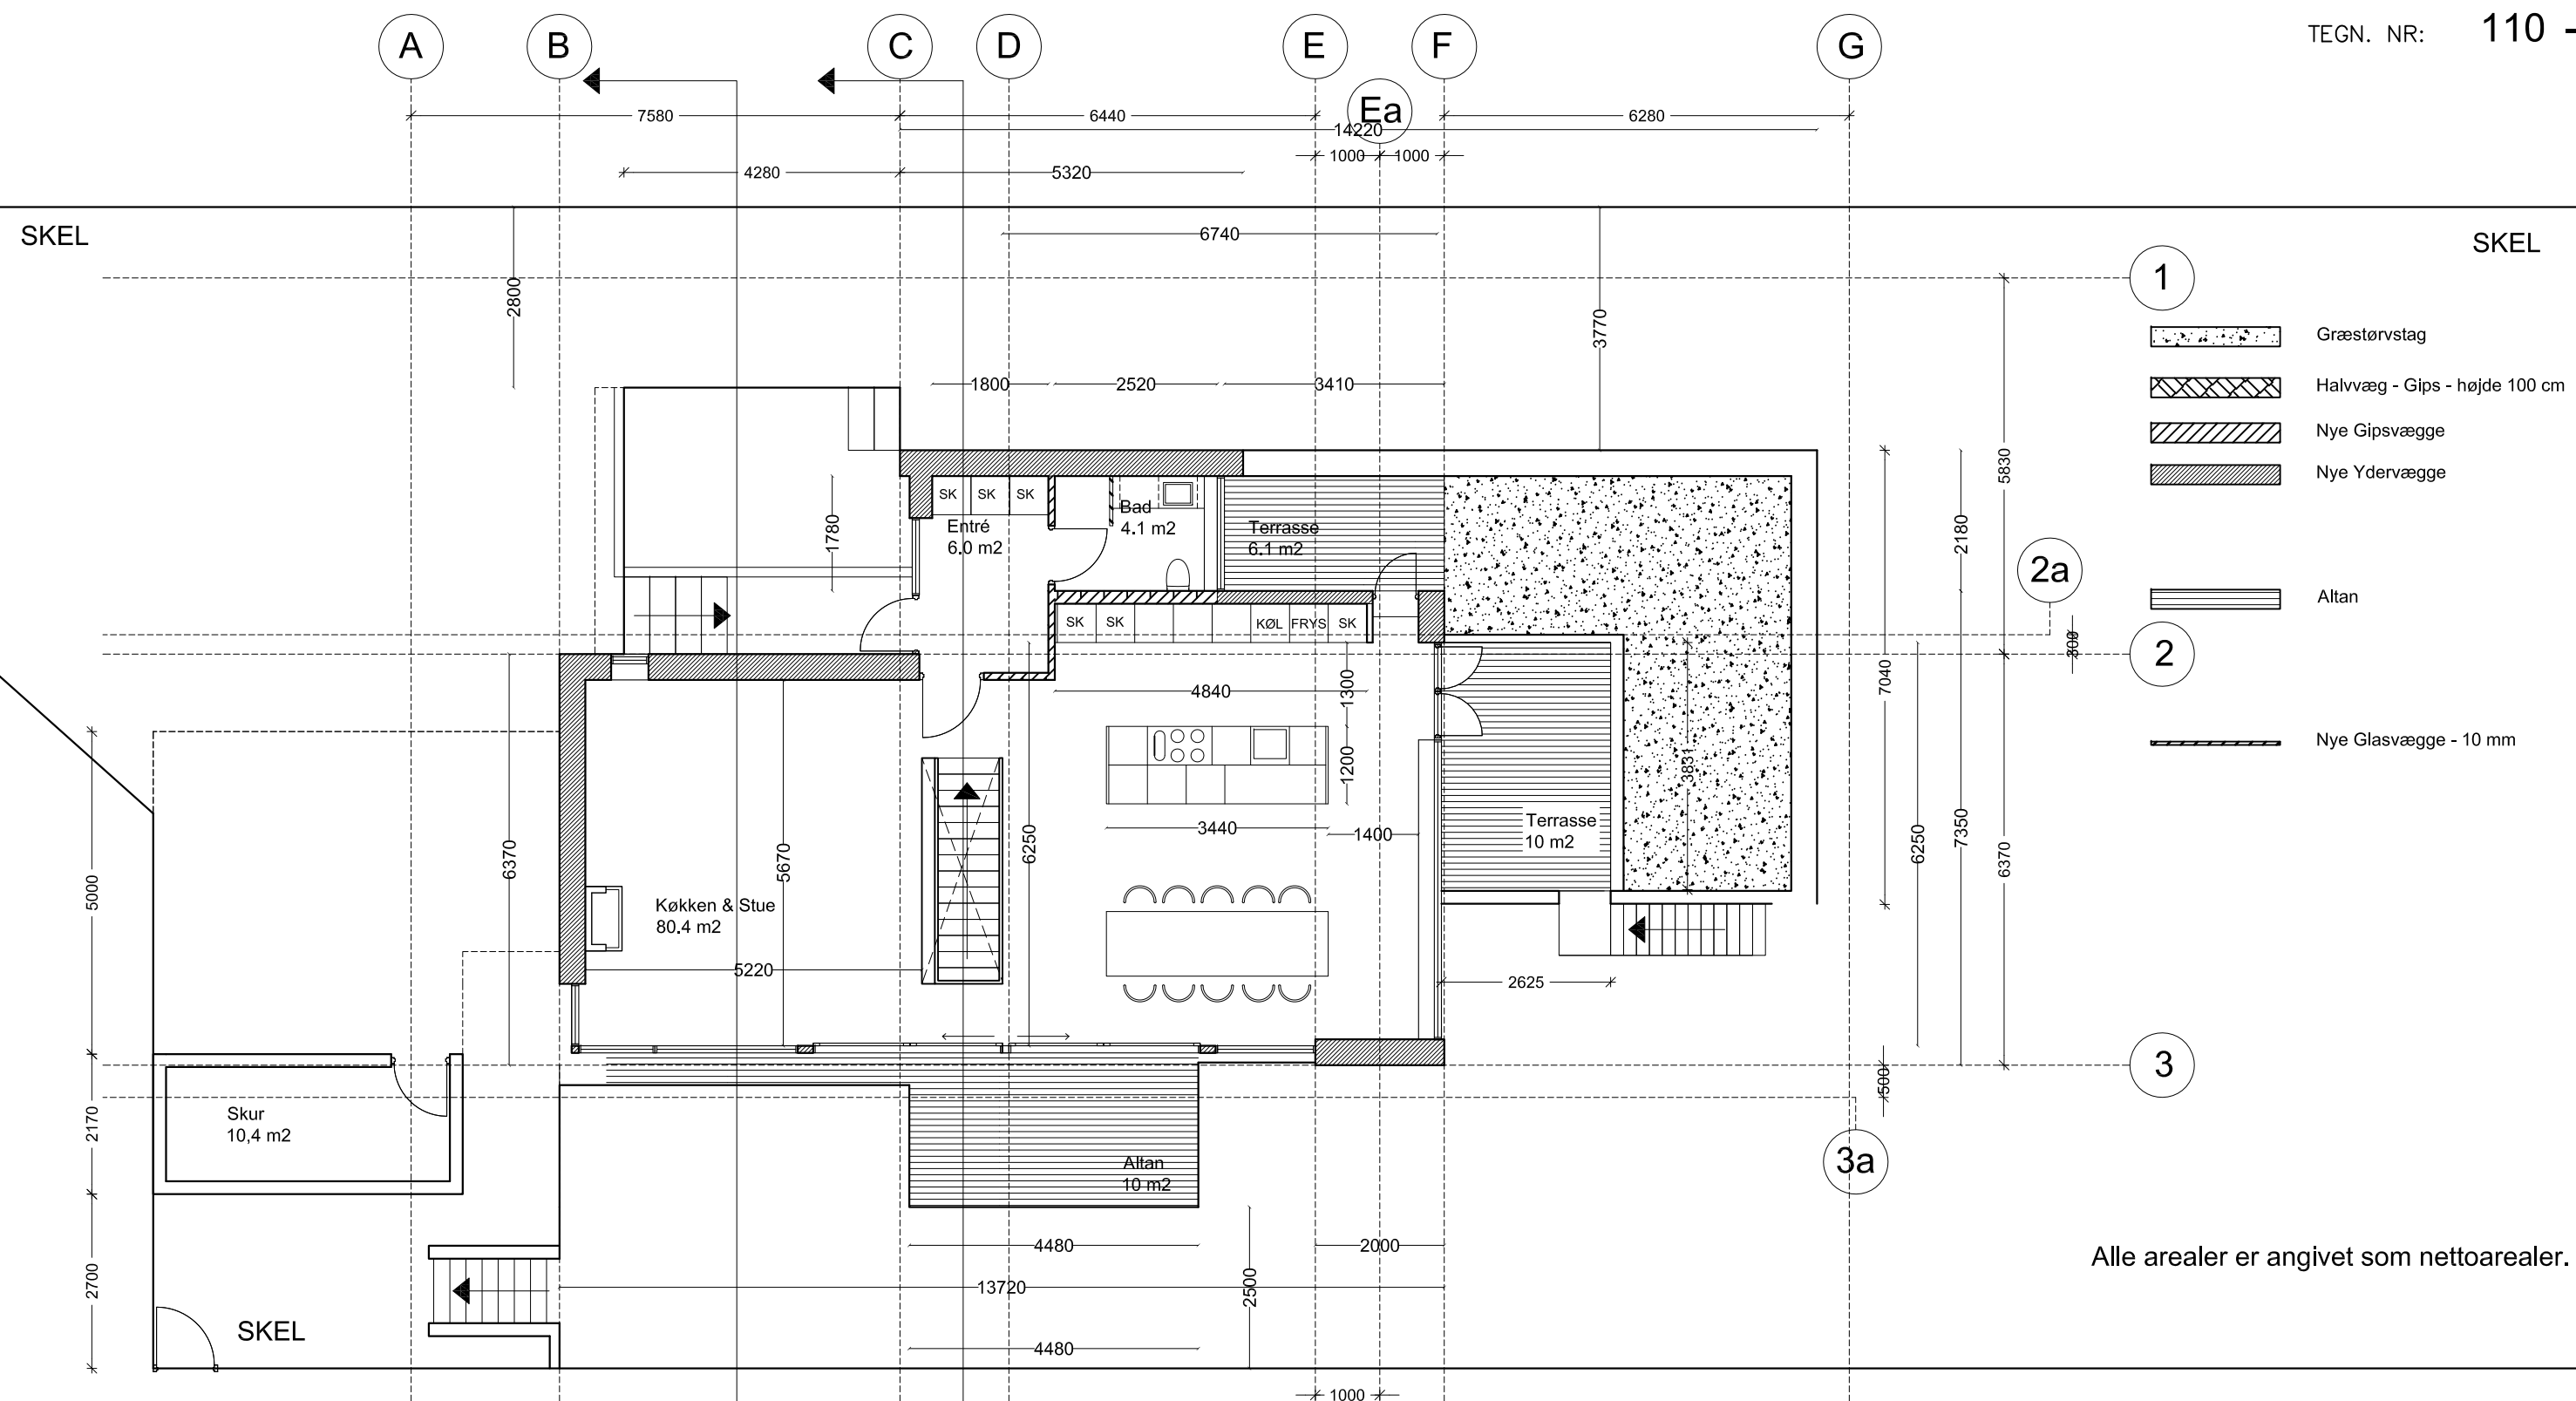 TEGN. NR: 110 -
A
B
C
D
E
F
G
Ea
7580
6440
6280
14220
1000
1000
4280
5320
SKEL
SKEL
6740
1
2800
3770
Græstørvstag
Halvvæg - Gips - højde 100 cm
Nye Gipsvægge
Nye Ydervægge
Altan
Nye Glasvægge - 10 mm
1800
2520
3410
5830
2180
1780
SK
SK
SK
Entré
6.0 m2
Bad
4.1 m2
Terrasse
6.1 m2
2a
2
300
7040
SK
SK
KØL
FRYS
SK
4840
1300
1200
3831
3440
1400
Terrasse
10 m2
5000
6370
5670
6250
6250
7350
6370
Køkken & Stue
80.4 m2
5220
2625
3
500
3a
Skur
10,4 m2
2170
Altan
10 m2
4480
2000
13720
2500
4480
2700
SKEL
1000
Alle arealer er angivet som nettoarealer.